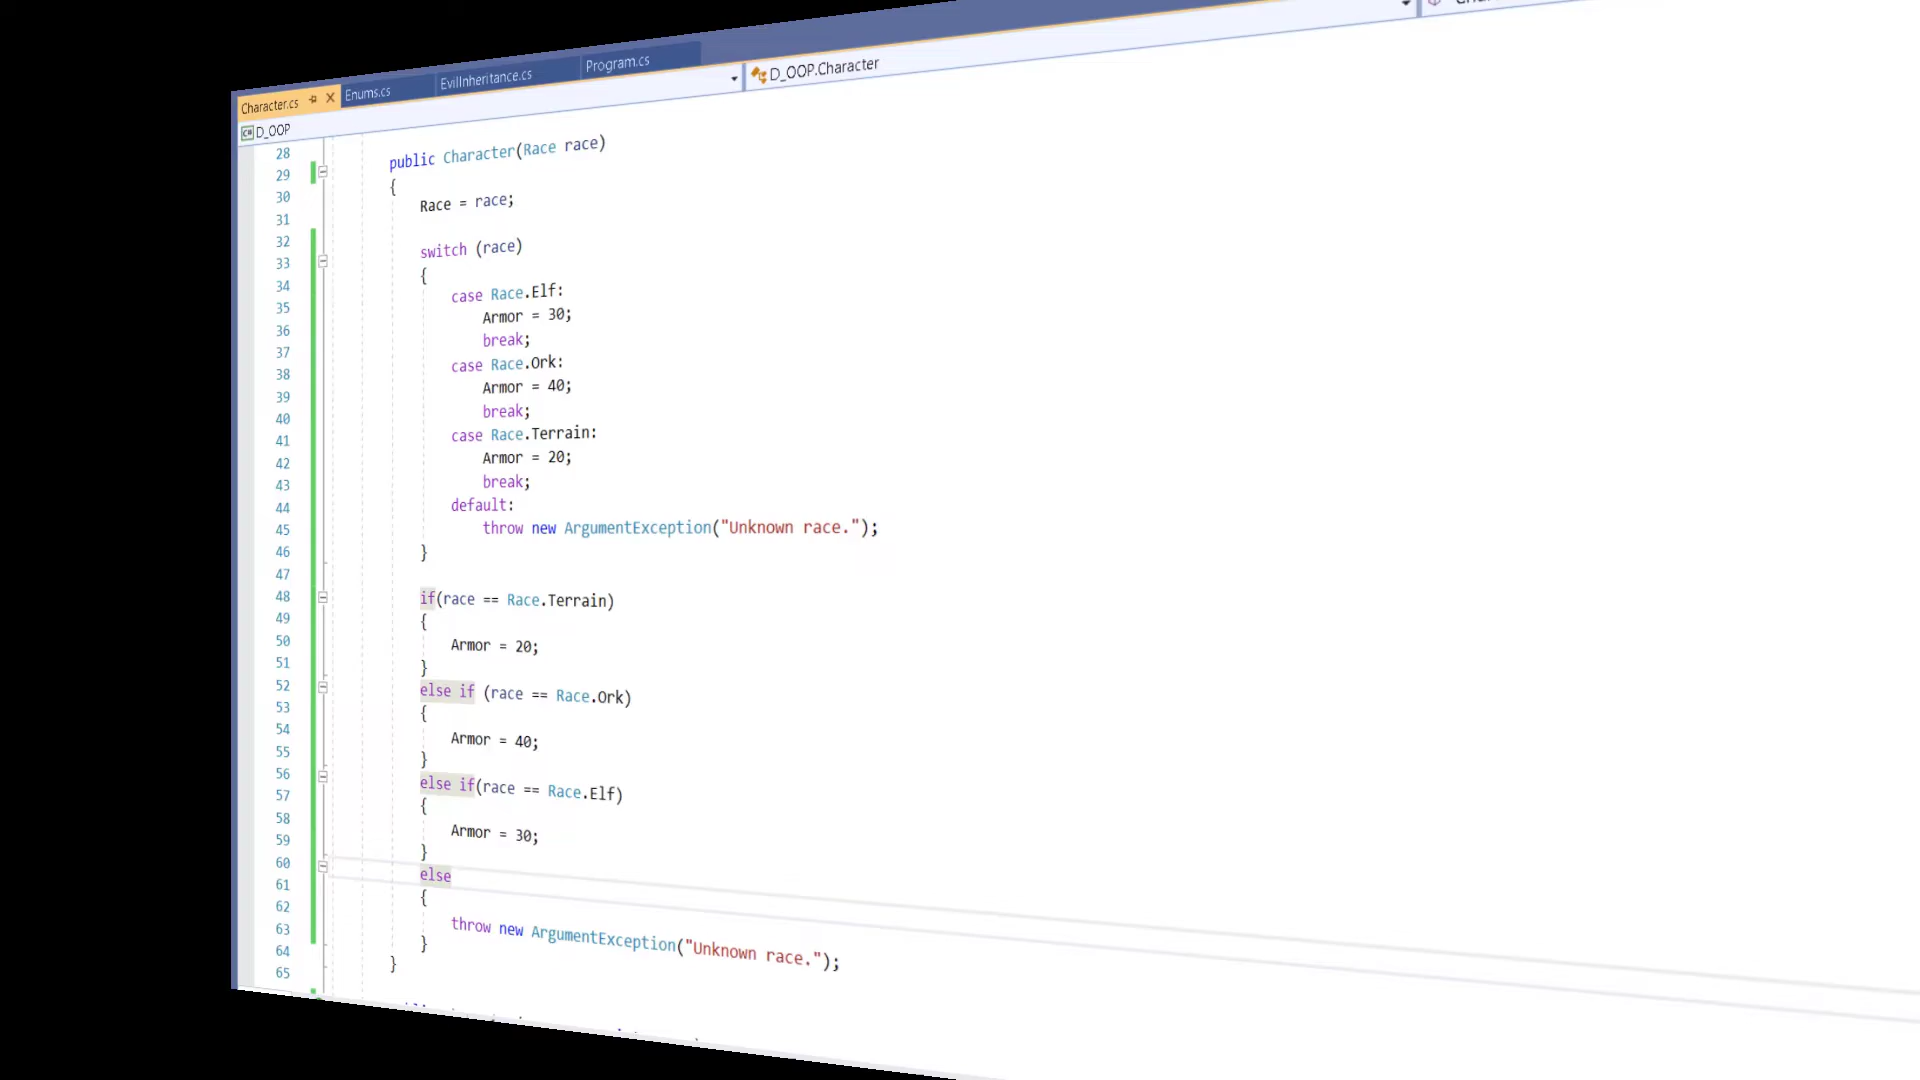 Character.cs
Enums.cs
EvilInheritance.cs
Program.cs
C# D_OOP
D_OOP.Character
28
29 public Character(Race race)
30 {
31 Race = race;
32
33 switch (race)
34 {
35 case Race.Elf:
36 Armor = 30;
37 break;
38 case Race.Ork:
39 Armor = 40;
40 break;
41 case Race.Terrain:
42 Armor = 20;
43 break;
44 default:
45 throw new ArgumentException("Unknown race.");
46 }
47
48 if(race == Race.Terrain)
49 {
50 Armor = 20;
51 }
52 else if (race == Race.Ork)
53 {
54 Armor = 40;
55 }
56 else if(race == Race.Elf)
57 {
58 Armor = 30;
59 }
60 else
61 {
62 throw new ArgumentException("Unknown race.");
63 }
64 }
65